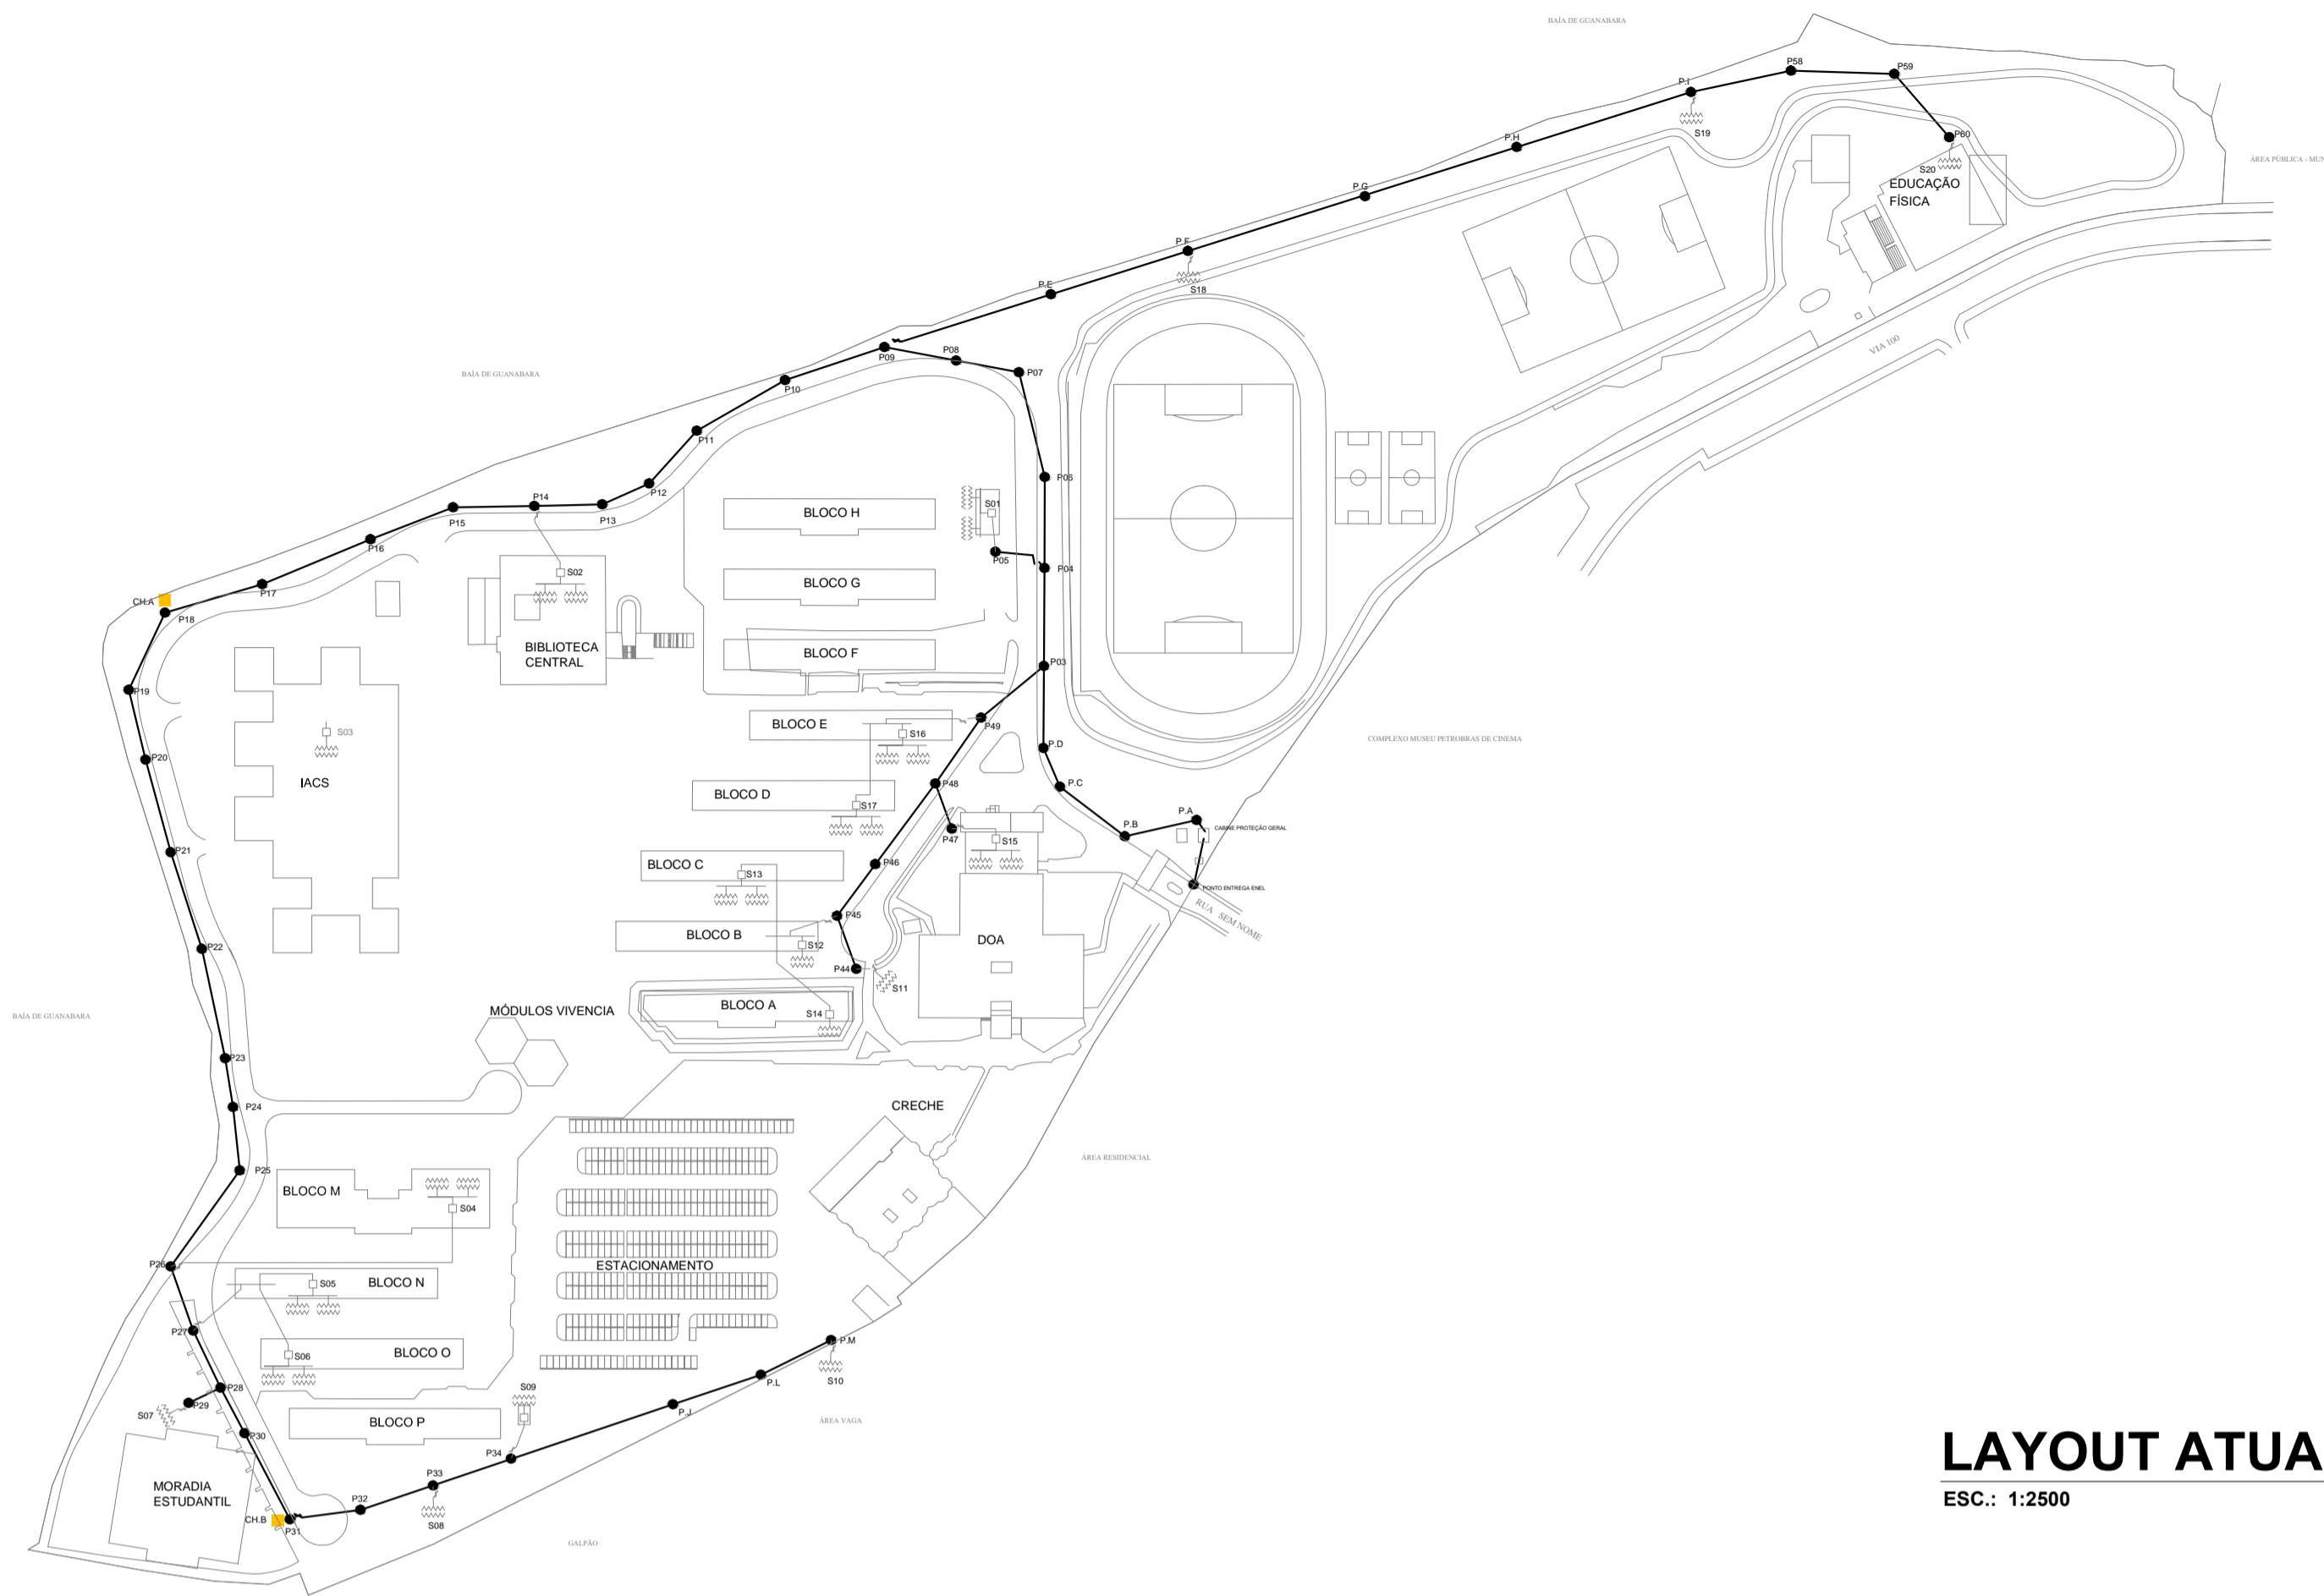 BAÍA DE GUANABARA
P58
P59
P.I
S19
P60
S20
EDUCAÇÃO
FÍSICA
ÁREA PÚBLICA - MUN
P.H
P.G
P.F
S18
P.E
VIA 100
P09
P08
P07
BAÍA DE GUANABARA
P10
P11
P06
P12
P14
P13
P15
P16
S01
BLOCO H
P05
P04
S02
BLOCO G
P17
CH.A
P18
BIBLIOTECA
CENTRAL
BLOCO F
P03
P19
S03
IACS
BLOCO E
P49
S16
P.D
COMPLEXO MUSEU PETROBRAS DE CINEMA
P20
P48
P.C
BLOCO D
S17
P.A
P.B
CABINE PROTEÇÃO GERAL
P47
S15
P21
BLOCO C
S13
P46
PONTO ENTREGA ENEL
RUA SEM NOME
P45
BLOCO B
S12
DOA
P22
P44
S11
MÓDULOS VIVENCIA
BLOCO A
S14
BAÍA DE GUANABARA
P23
P24
CRECHE
ÁREA RESIDENCIAL
P25
BLOCO M
S04
P26
ESTACIONAMENTO
S05
BLOCO N
P27
S06
BLOCO O
P.M
P28
P.L
S10
P29
S07
S09
P.J
BLOCO P
ÁREA VAGA
P30
P34
P33
MORADIA
ESTUDANTIL
P32
S08
CH.B
P31
GALPÃO
LAYOUT ATUA
ESC.: 1:2500